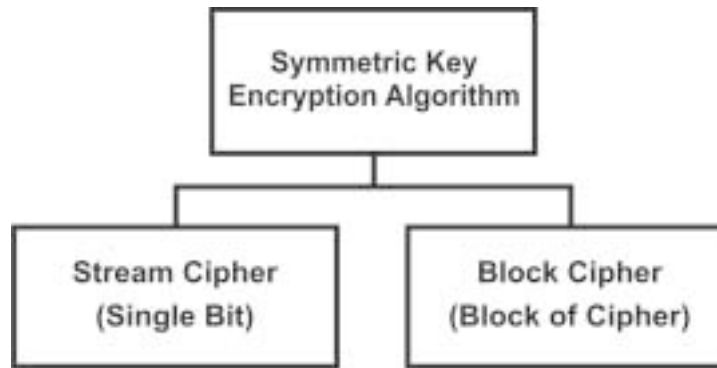 Symmetric Key
Encryption Algorithm
Stream Cipher
(Single Bit)
Block Cipher
(Block of Cipher)